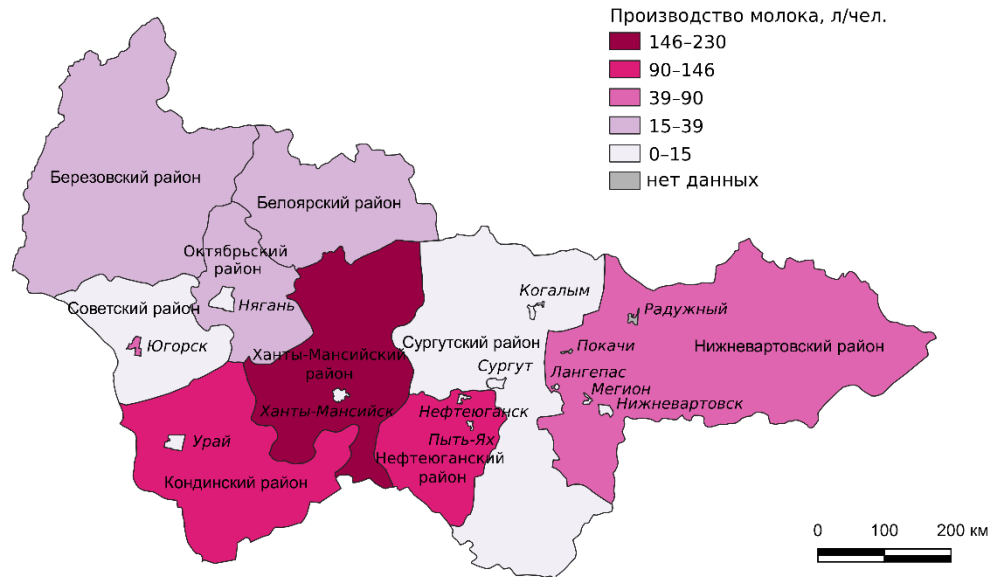 Производство молока, л/чел.
146–230
90–146
39–90
15–39
0–15
нет данных
Березовский район
Белоярский район
Октябрьский
район
Нягань
Советский район
Югорск
Когалым
Радужный
Сургутский район
Покачи
Нижневартовский район
Ханты-Мансийский
район
Сургут
Лангепас
Мегион
Ханты-Мансийск
Нефтеюганск
Нижневартовск
Урай
Пыть-Ях
Нефтеюганский
район
Кондинский район
0 100 200 км